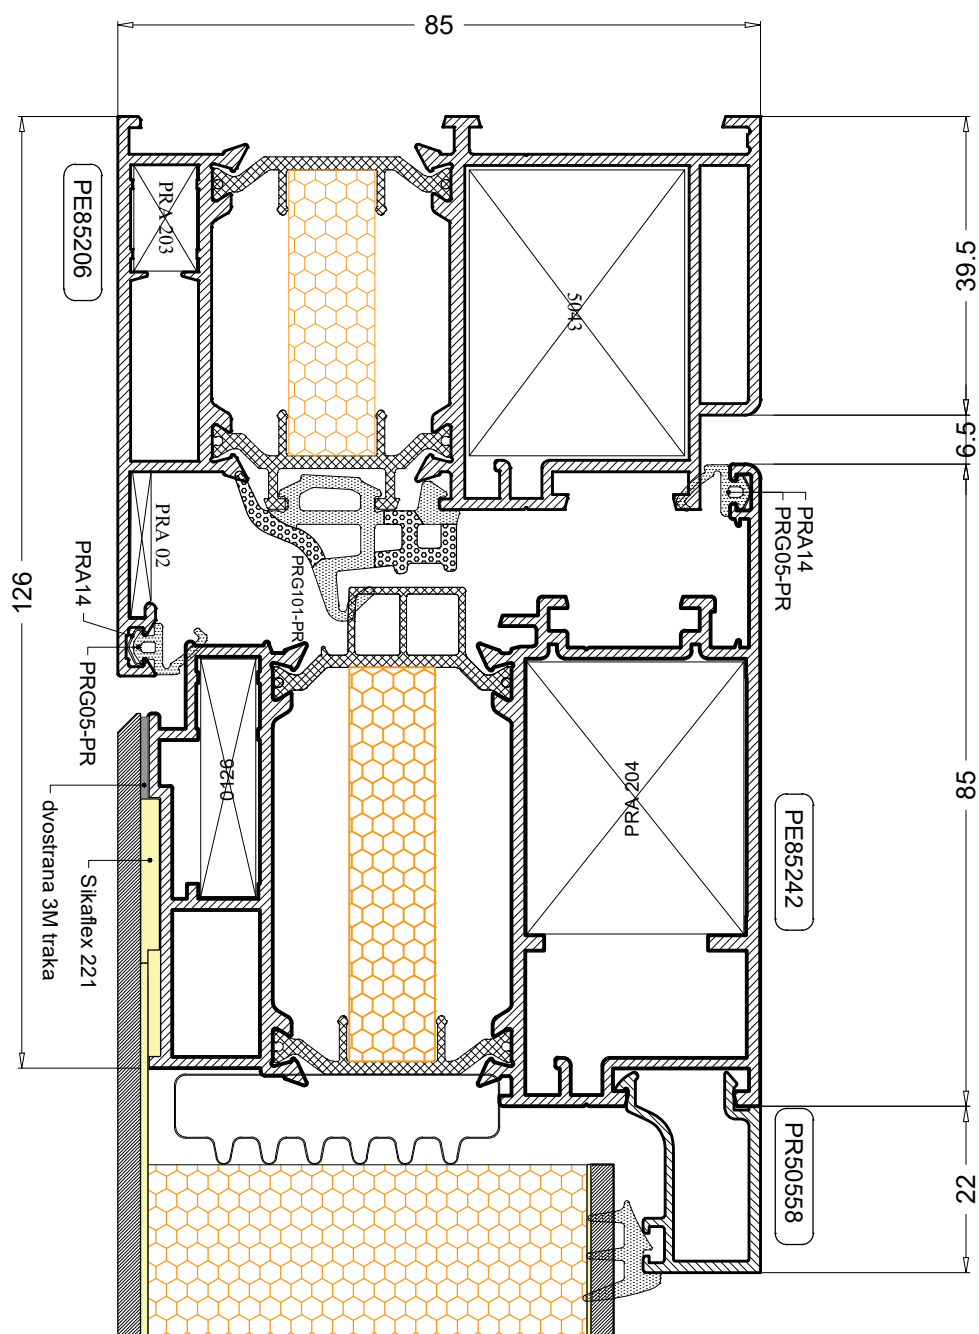 85
126
39.5
6.5
85
22
PE85206
PRA 203
5043
PRA 02
PRA14
PRG05-PR
PRG101-PR
PRA14
PRG05-PR
04126
PRA 204
PE85242
Sikaflex 221
dvostrana 3M traka
PR50558